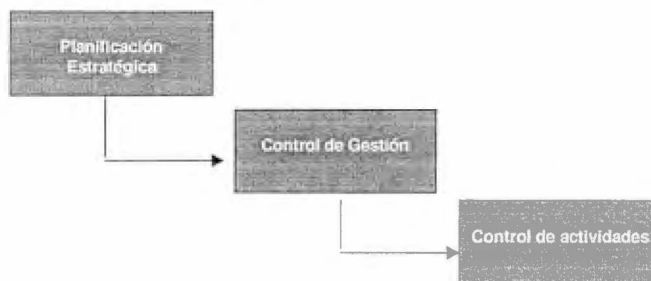 Planificación
Estratégica
Control de Gestión
Control de actividades